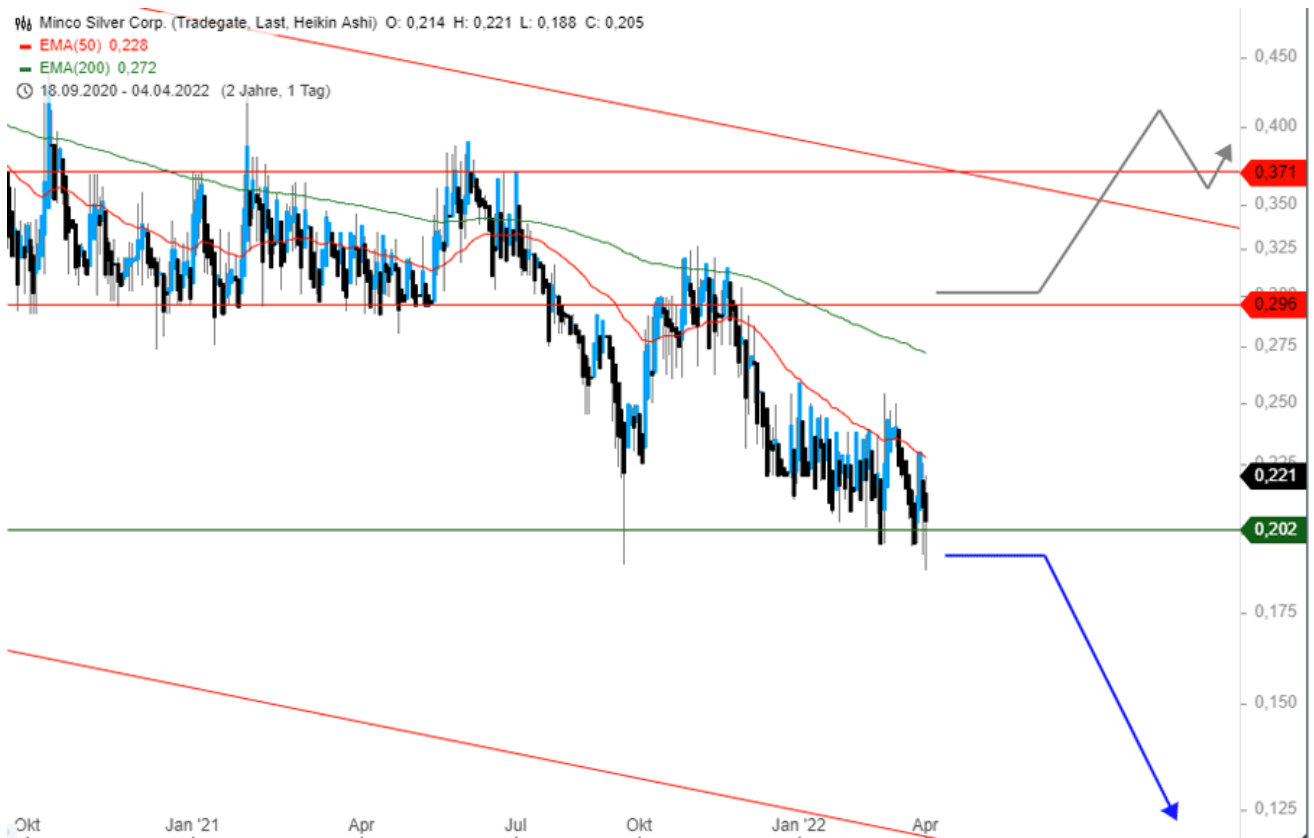 Minco Silver Corp. (Tradegate, Last, Heikin Ashi) O: 0,214 H: 0,221 L: 0,188 C: 0,205
EMA(50) 0,228
EMA(200) 0,272
18.09.2020 - 04.04.2022 (2 Jahre, 1 Tag)
0,450
0,400
0,371
0,350
0,325
0,296
0,275
0,250
0,221
0,202
0,175
0,150
0,125
Okt Jan '21 Apr Jul Okt Jan '22 Apr